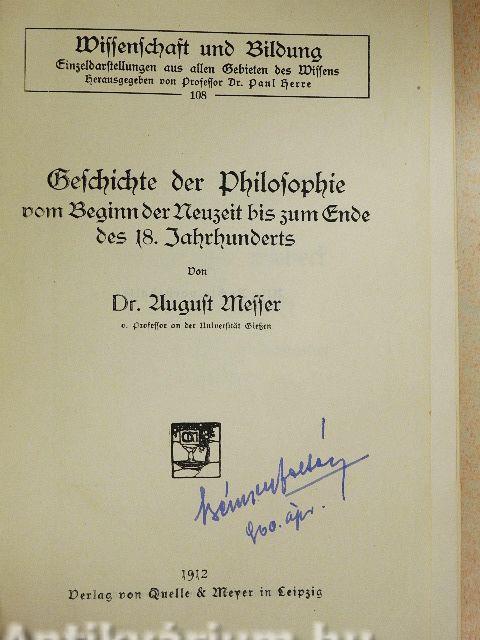 Wissenschaft und Bildung
Einzeldarstellungen aus allen Gebieten des Wissens
Herausgegeben von Professor Dr. Paul Herre
108
Geschichte der Philosophie
vom Beginn der Neuzeit bis zum Ende
des 18. Jahrhunderts
Von
Dr. August Messer
o. Professor an der Universität Gießen
1912
Verlag von Quelle & Meyer in Leipzig
Antikvárium.hu